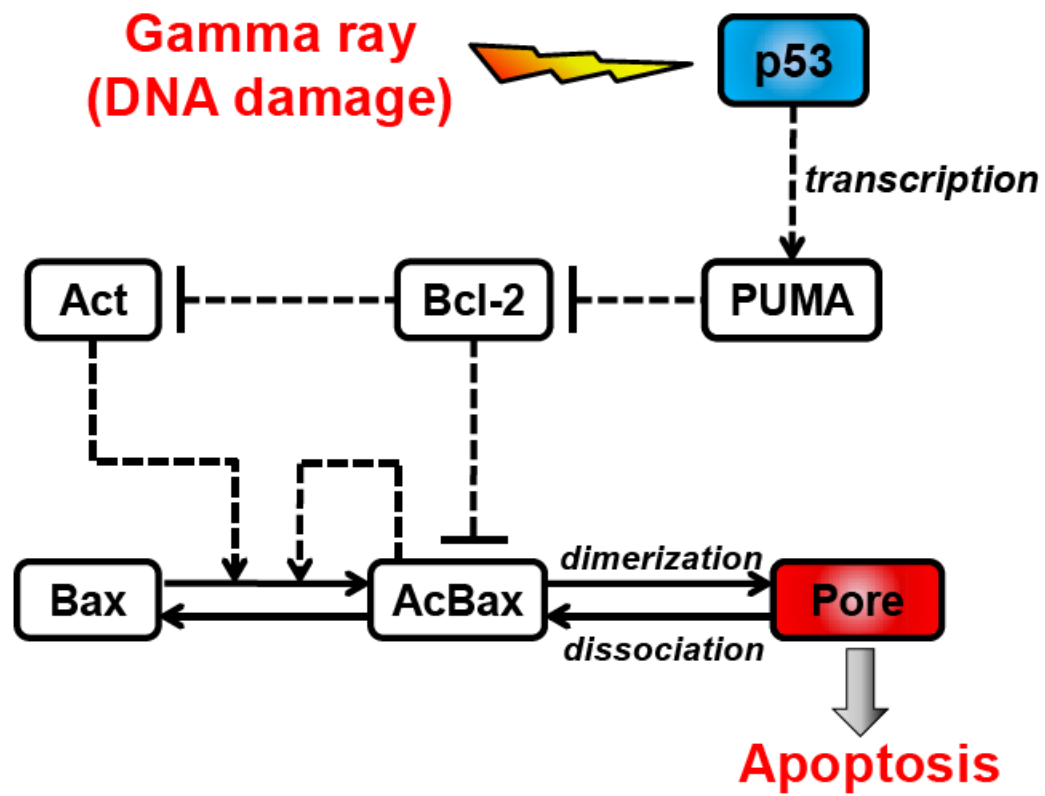 Gamma ray
(DNA damage)
p53
transcription
Act
Bcl-2
PUMA
Bax
AcBax
dimerization
dissociation
Pore
Apoptosis